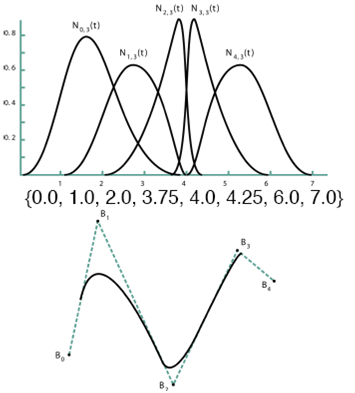 N2,3(t) N3,3(t)
N0,3(t)
N1,3(t) N4,3(t)
0.8
0.6
0.4
0.2
1 2 3 4 5 6 7
{0.0, 1.0, 2.0, 3.75, 4.0, 4.25, 6.0, 7.0}
B1
B3
B4
B0
B2